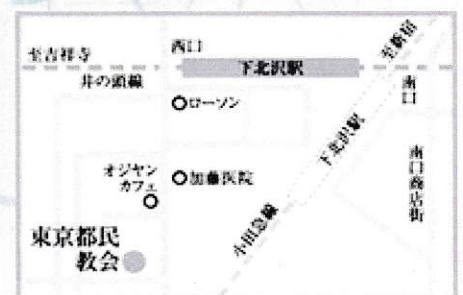 至吉祥寺
井の頭線
西口
下北沢駅
至新宿
南口
ローソン
下北沢駅
南口商店街
オジヤン
カフェ
加藤医院
小田急線
東京都民
教会